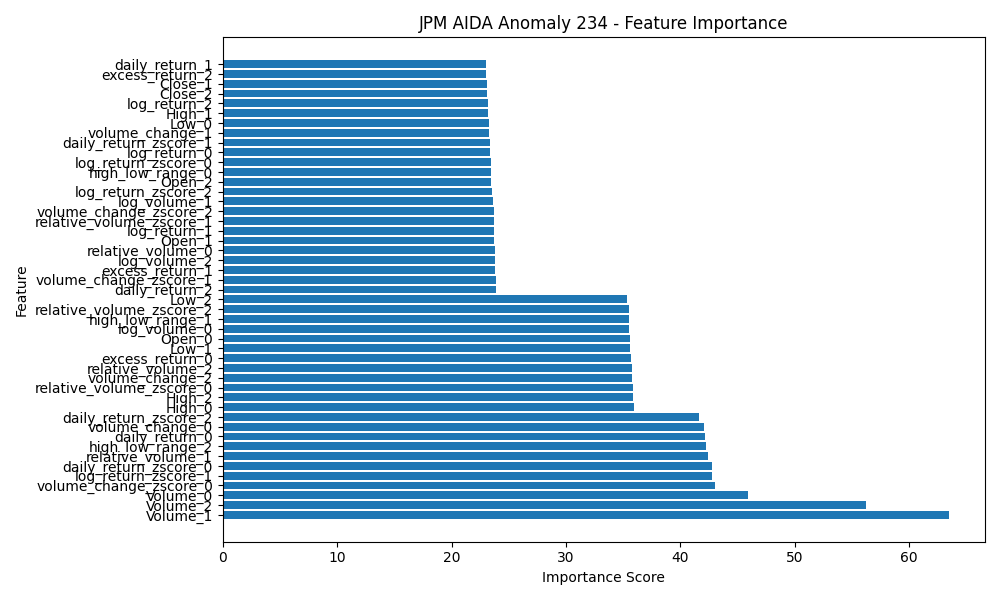 JPM AIDA Anomaly 234 - Feature Importance
daily_return_1
excess_return_2
Close_1
Close_2
log_return_2
High_1
Low_0
volume_change_1
daily_return_zscore_1
log_return_0
log_return_zscore_0
high_low_range_0
Open_2
log_return_zscore_2
log_volume_1
volume_change_zscore_2
relative_volume_zscore_1
log_return_1
Open_1
relative_volume_0
log_volume_2
excess_return_1
volume_change_zscore_1
daily_return_2
Low_2
relative_volume_zscore_2
high_low_range_1
log_volume_0
Open_0
Low_1
excess_return_0
relative_volume_2
volume_change_2
relative_volume_zscore_0
High_2
High_0
daily_return_zscore_2
volume_change_0
daily_return_0
high_low_range_2
relative_volume_1
daily_return_zscore_0
log_return_zscore_1
volume_change_zscore_0
Volume_0
Volume_2
Volume_1
Feature
0 10 20 30 40 50 60
Importance Score